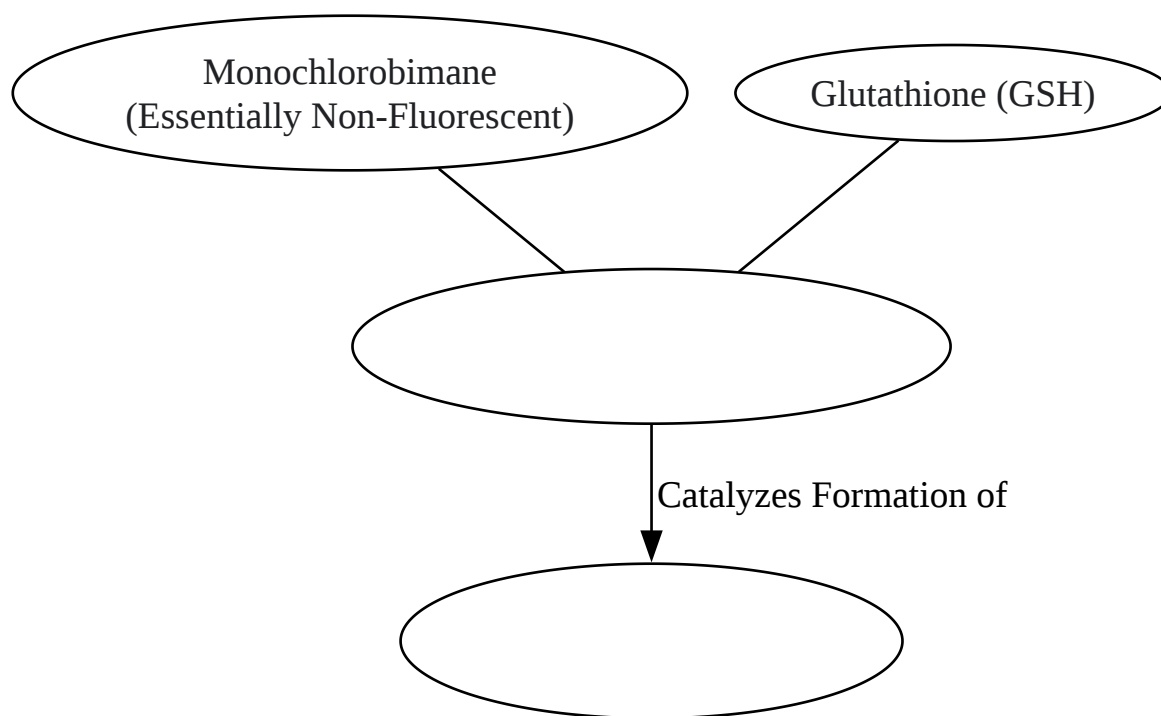 Monochlorobimane
(Essentially Non-Fluorescent)
Glutathione (GSH)
Catalyzes Formation of